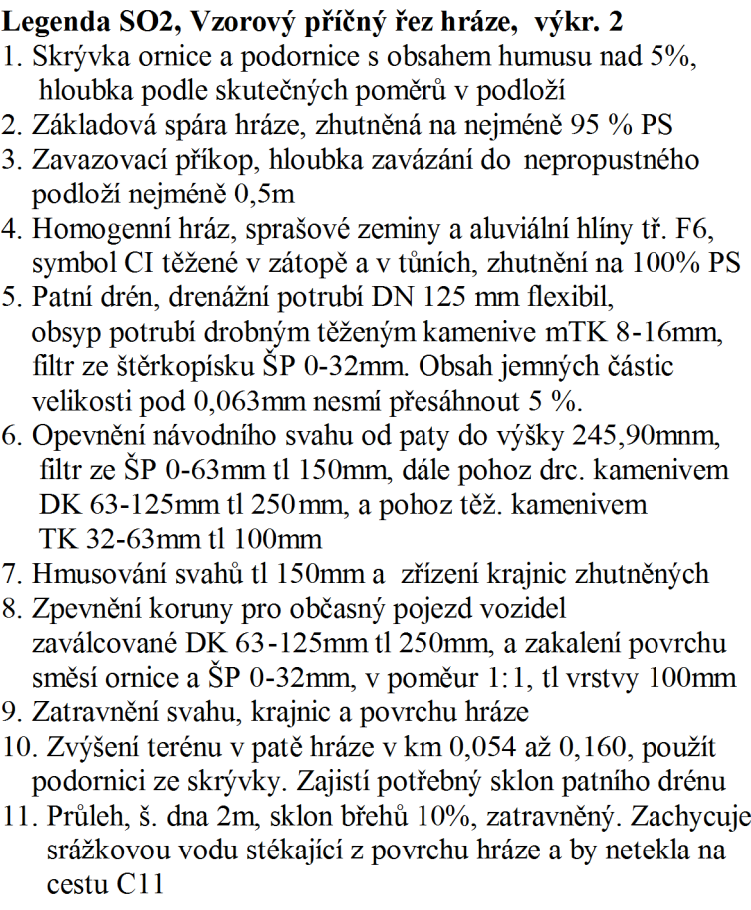 Legenda SO2, Vzorový příčný řez hráze, výkr. 2
1. Skrývka ornice a podornice s obsahem humusu nad 5%,
hloubka podle skutečných poměrů v podloží
2. Základová spára hráze, zhutněná na nejméně 95 % PS
3. Zavazovací příkop, hloubka zavázání do nepropustného
podloží nejméně 0,5m
4. Homogenní hráz, sprašové zeminy a aluviální hlíny tř. F6,
symbol CI těžené v zátopě a v tůních, zhutnění na 100% PS
5. Patní drén, drenážní potrubí DN 125 mm flexibil,
obsyp potrubí drobným těženým kamenive mTK 8-16mm,
filtr ze štěrkopísku ŠP 0-32mm. Obsah jemných částic
velikosti pod 0,063mm nesmí přesáhnout 5 %.
6. Opevnění návodního svahu od paty do výšky 245,90mnm,
filtr ze ŠP 0-63mm tl 150mm, dále pohoz drc. kamenivem
DK 63-125mm tl 250mm, a pohoz těž. kamenivem
TK 32-63mm tl 100mm
7. Hmusování svahů tl 150mm a zřízení krajnic zhutněných
8. Zpevnění koruny pro občasný pojezd vozidel
zaválcované DK 63-125mm tl 250mm, a zakalení povrchu
směsí ornice a ŠP 0-32mm, v poměur 1:1, tl vrstvy 100mm
9. Zatravnění svahu, krajnic a povrchu hráze
10. Zvýšení terénu v patě hráze v km 0,054 až 0,160, použít
podornici ze skrývky. Zajistí potřebný sklon patního drénu
11. Průleh, š. dna 2m, sklon břehů 10%, zatravněný. Zachycuje
srážkovou vodu stékající z povrchu hráze a by netekla na
cestu C11